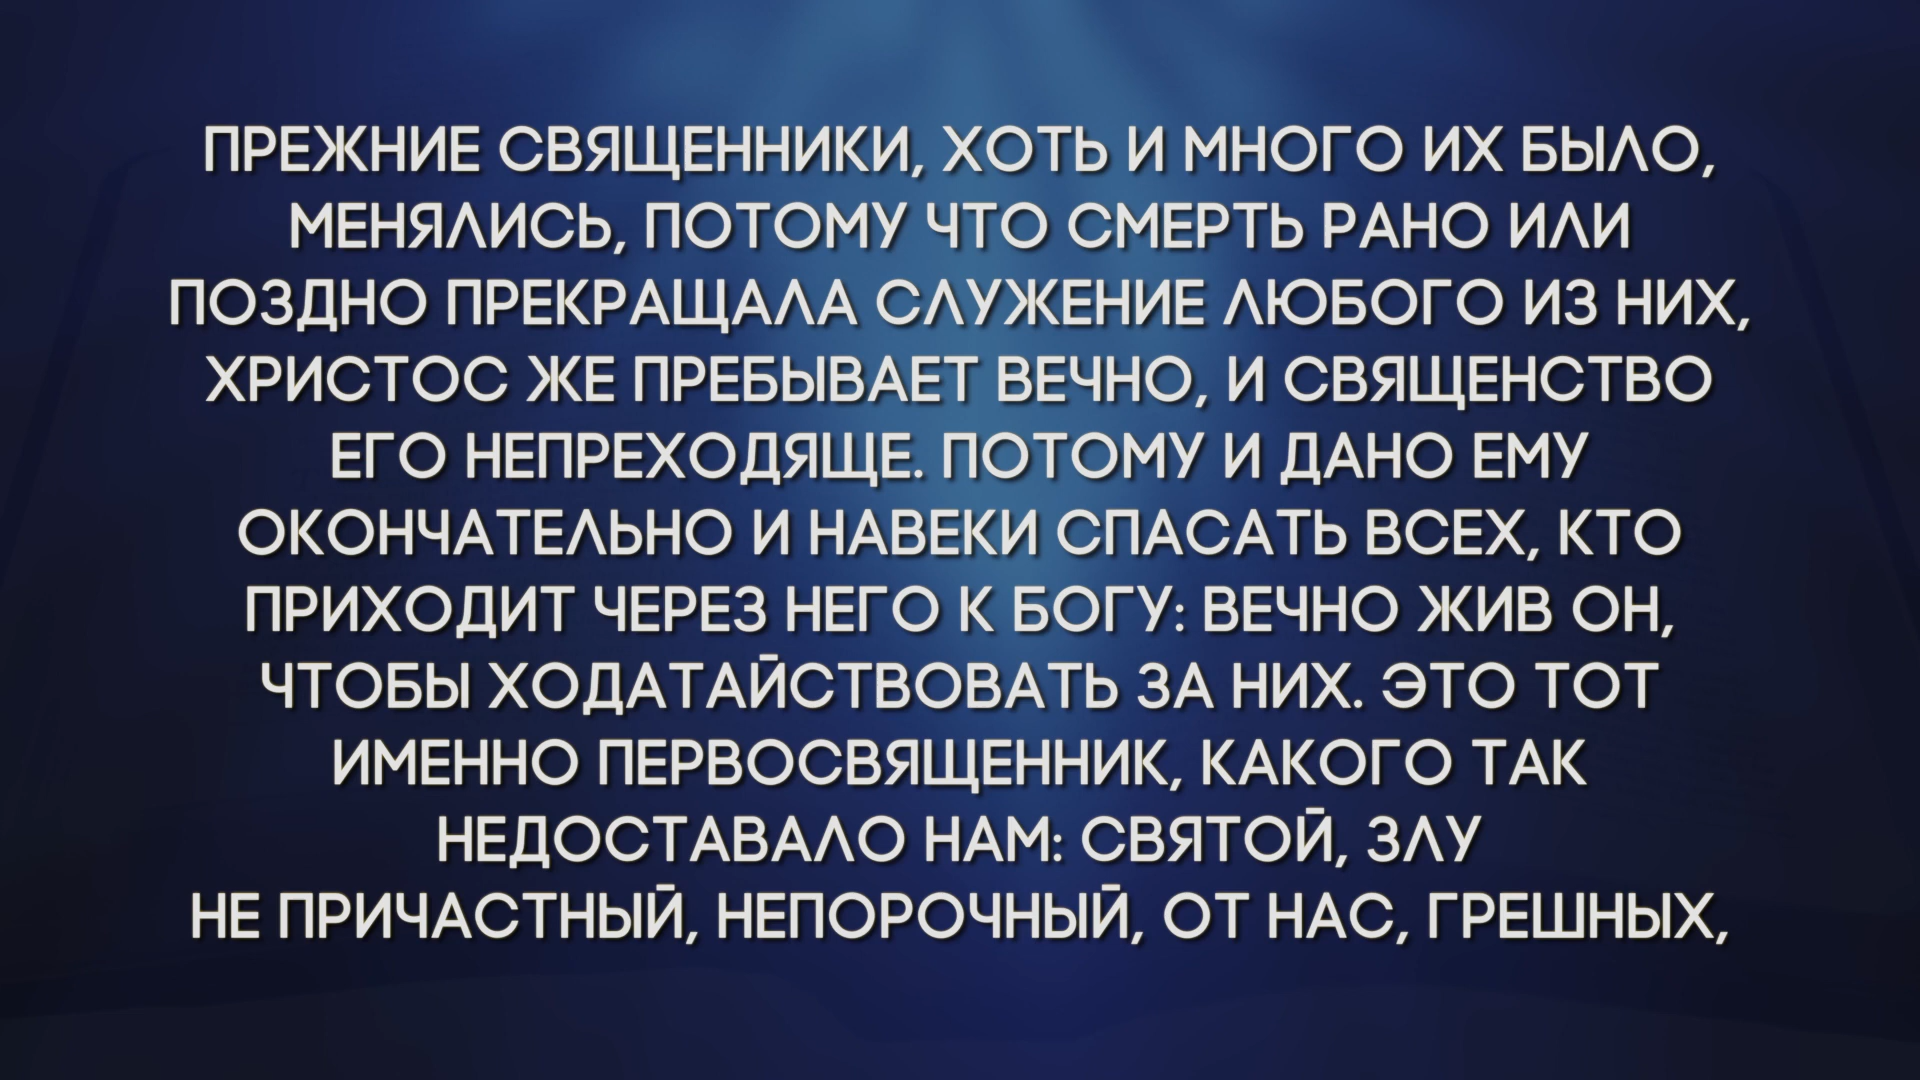 ПРЕЖНИЕ СВЯЩЕННИКИ, ХОТЬ И МНОГО ИХ БЫЛО,
МЕНЯЛИСЬ, ПОТОМУ ЧТО СМЕРТЬ РАНО ИЛИ
ПОЗДНО ПРЕКРАЩАЛА СЛУЖЕНИЕ ЛЮБОГО ИЗ НИХ,
ХРИСТОС ЖЕ ПРЕБЫВАЕТ ВЕЧНО, И СВЯЩЕНСТВО
ЕГО НЕПРЕХОДЯЩЕ. ПОТОМУ И ДАНО ЕМУ
ОКОНЧАТЕЛЬНО И НАВЕКИ СПАСАТЬ ВСЕХ, КТО
ПРИХОДИТ ЧЕРЕЗ НЕГО К БОГУ: ВЕЧНО ЖИВ ОН,
ЧТОБЫ ХОДАТАЙСТВОВАТЬ ЗА НИХ. ЭТО ТОТ
ИМЕННО ПЕРВОСВЯЩЕННИК, КАКОГО ТАК
НЕДОСТАВАЛО НАМ: СВЯТОЙ, ЗЛУ
НЕ ПРИЧАСТНЫЙ, НЕПОРОЧНЫЙ, ОТ НАС, ГРЕШНЫХ,